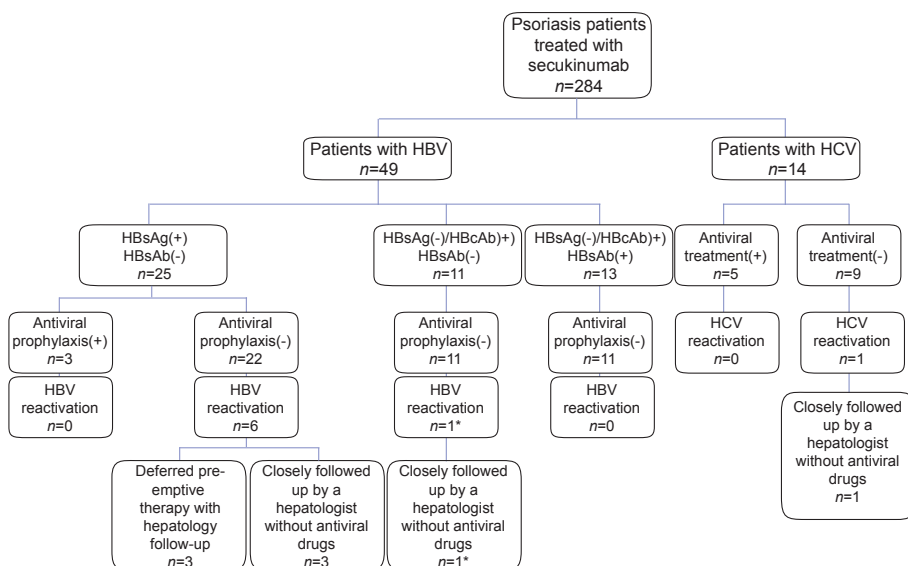 Psoriasis patients
treated with
secukinumab
n=284
Patients with HBV
n=49
Patients with HCV
n=14
HBsAg(+)
HBsAb(-)
n=25
HBsAg(-)/HBcAb)+)
HBsAb(-)
n=11
HBsAg(-)/HBcAb)+)
HBsAb(+)
n=13
Antiviral
treatment(+)
n=5
Antiviral
treatment(-)
n=9
Antiviral
prophylaxis(+)
n=3
Antiviral
prophylaxis(-)
n=22
Antiviral
prophylaxis(-)
n=11
Antiviral
prophylaxis(-)
n=11
HCV
reactivation
n=0
HCV
reactivation
n=1
HBV
reactivation
n=0
HBV
reactivation
n=6
HBV
reactivation
n=1*
HBV
reactivation
n=0
Closely followed
up by a
hepatologist
without antiviral
drugs
n=1
Deferred pre-
emptive
therapy with
hepatology
follow-up
n=3
Closely followed
up by a
hepatologist
without antiviral
drugs
n=3
Closely followed
up by a
hepatologist
without antiviral
drugs
n=1*